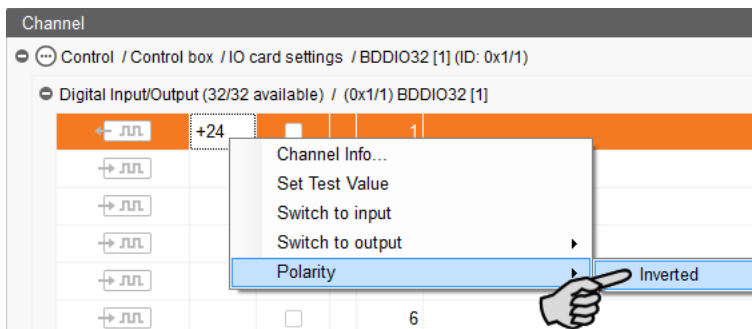 Channel
Control / Control box / IO card settings / BDDIO32 [1] (ID: 0x1/1)
Digital Input/Output (32/32 available) / (0x1/1) BDDIO32 [1]
+24 1
Channel Info...
Set Test Value
Switch to input
Switch to output
Polarity Inverted
6